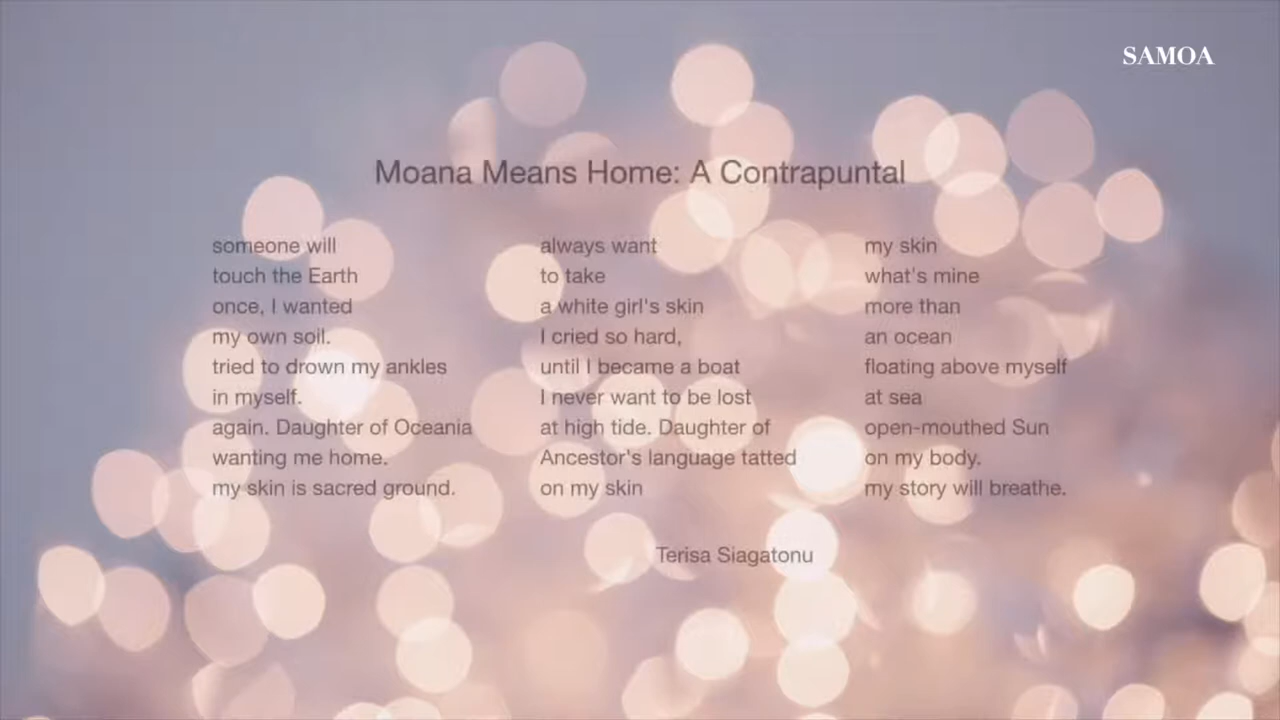 SAMOA
Moana Means Home: A Contrapuntal
someone will always want my skin
touch the Earth to take what's mine
once, I wanted a white girl's skin more than
my own soil. I cried so hard, an ocean
tried to drown my ankles until I became a boat floating above myself
in myself. I never want to be lost at sea
again. Daughter of Oceania at high tide. Daughter of open-mouthed Sun
wanting me home. Ancestor's language tatted on my body.
my skin is sacred ground. on my skin my story will breathe.
Terisa Siagatonu